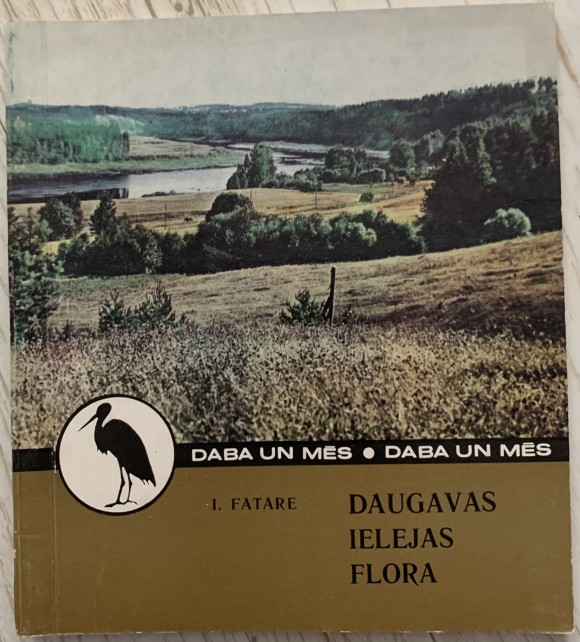 DABA UN MĒS ● DABA UN MĒS
I. FATARE
DAUGAVAS
IELEJAS
FLORA